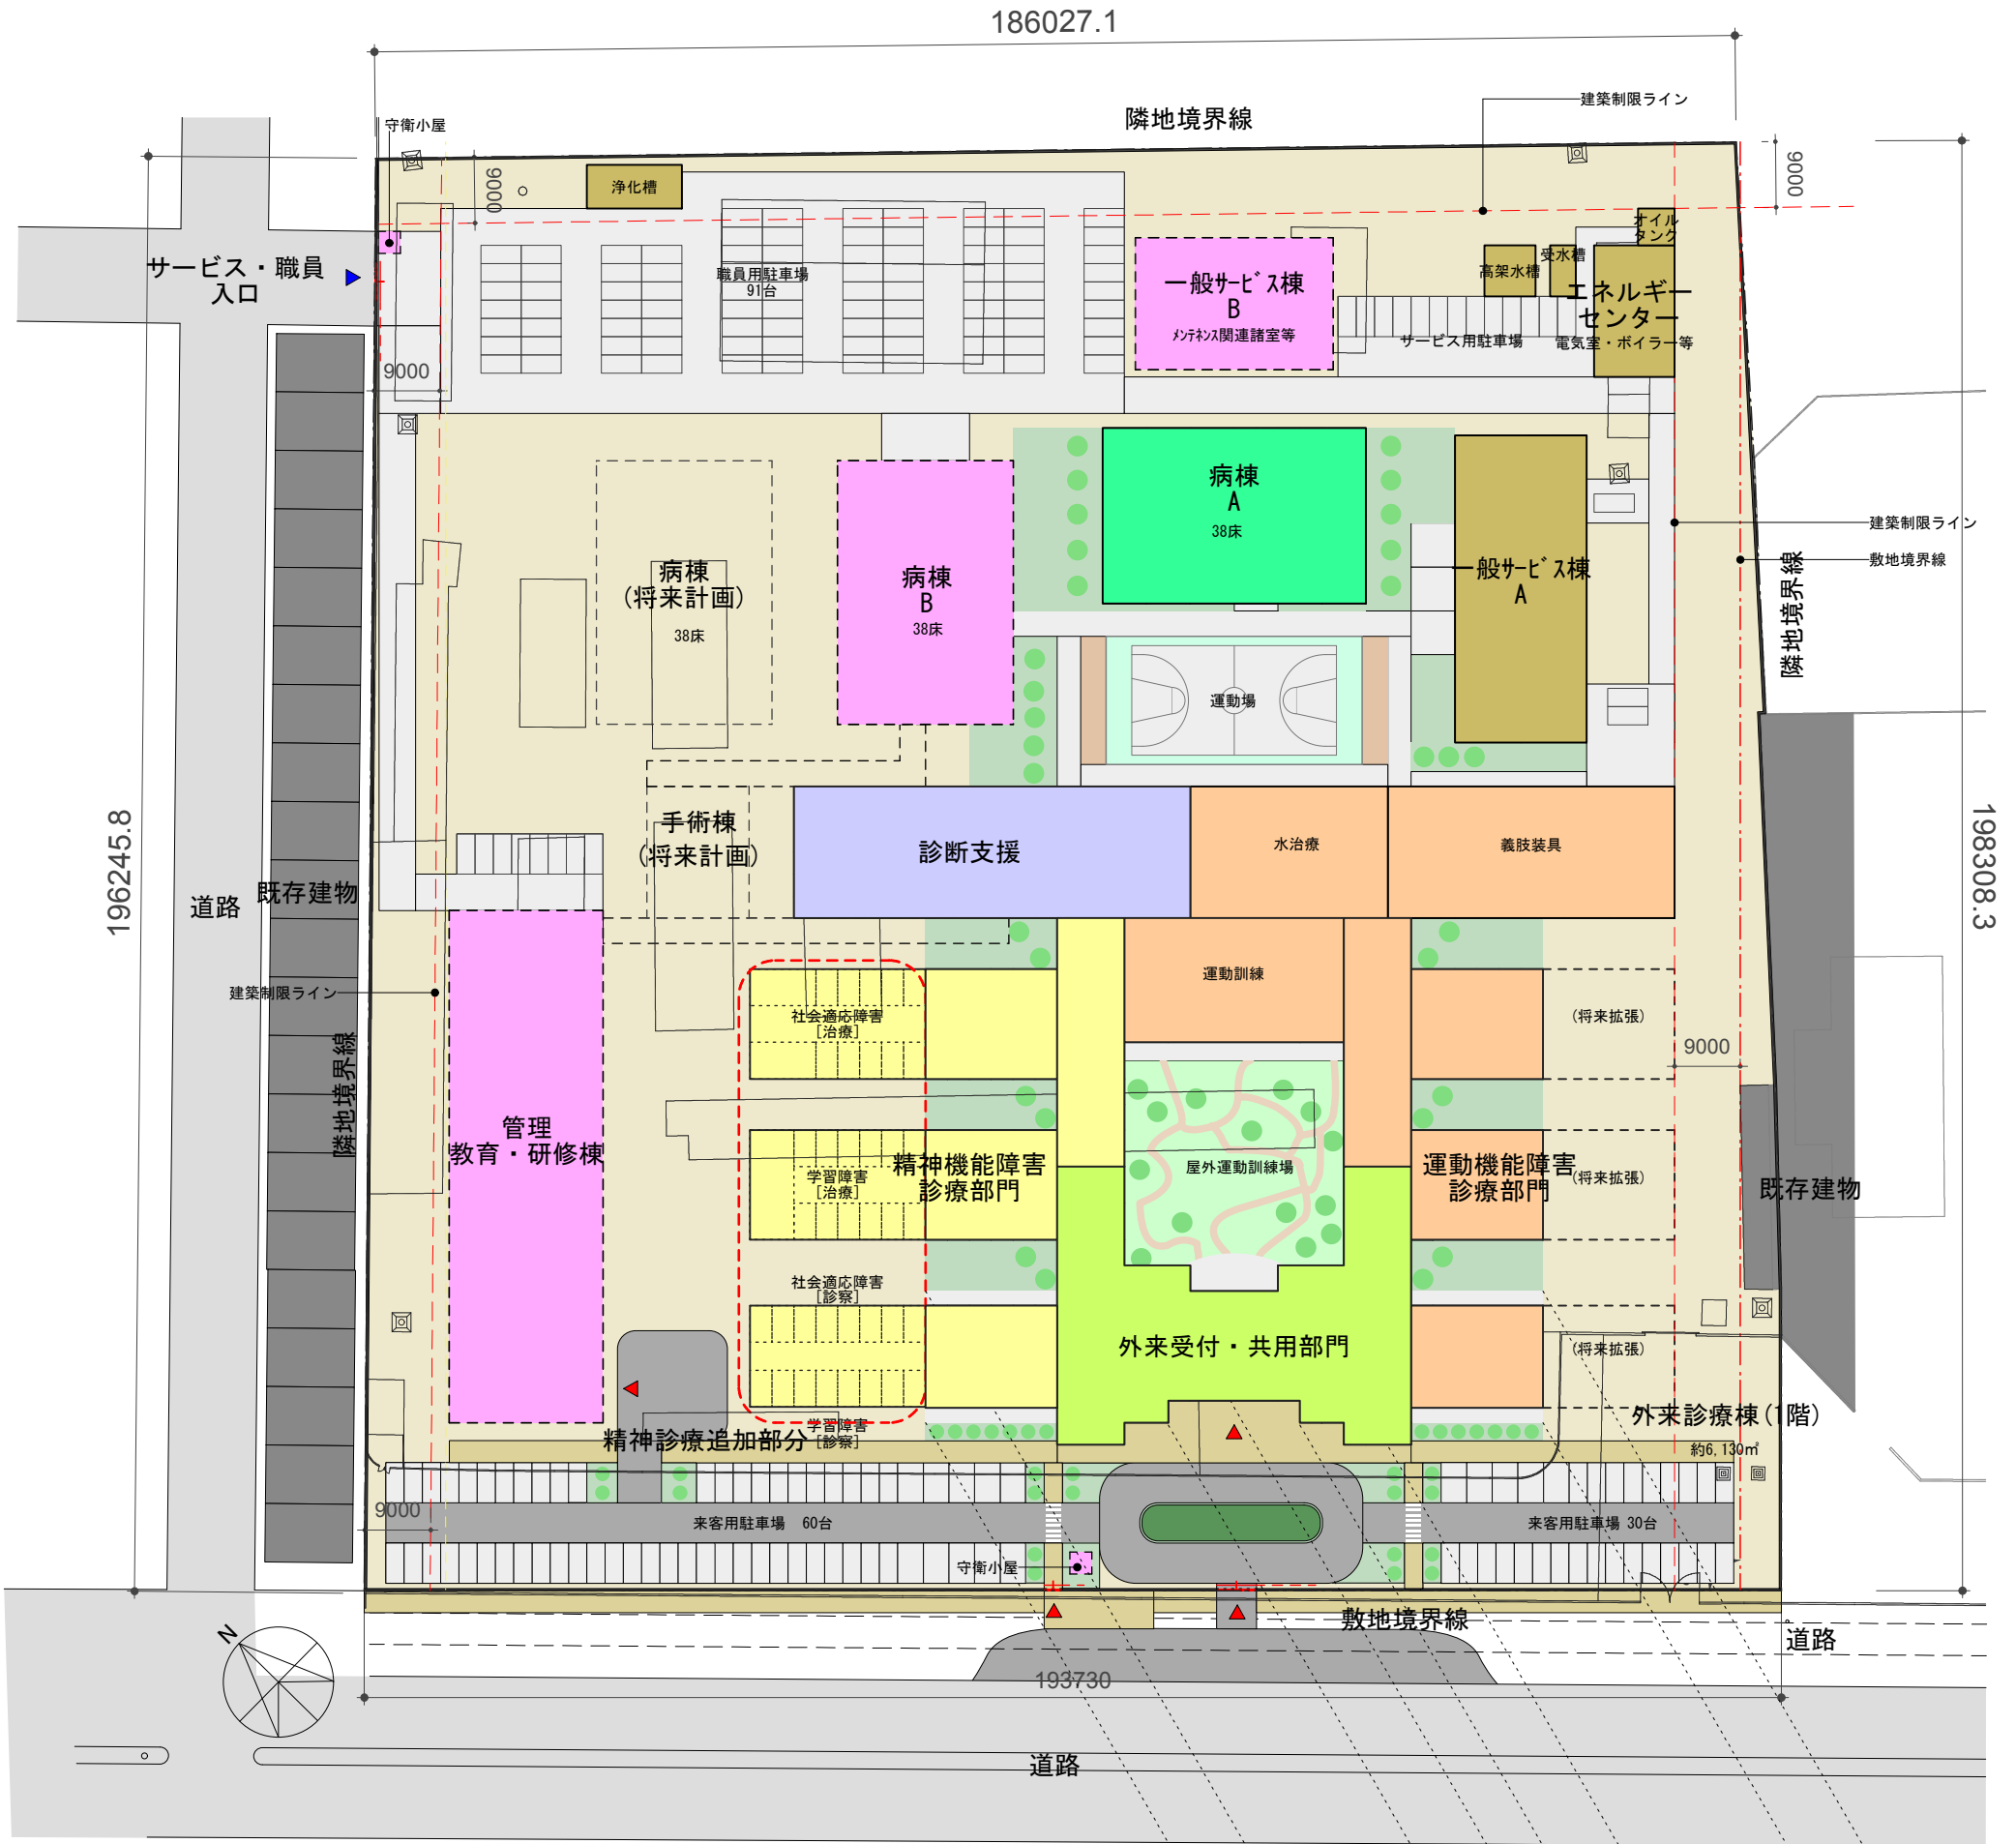 186027.1
建築制限ライン
隣地境界線
守衛小屋
9000
9000
浄化槽
オイル
タンク
受水槽
高架水槽
サービス・職員
入口
職員用駐車場
91台
一般サービス棟
B
メンテナンス関連諸室等
エネルギー
センター
電気室・ボイラー等
サービス用駐車場
9000
病棟
A
38床
建築制限ライン
敷地境界線
隣地境界線
病棟
(将来計画)
38床
病棟
B
38床
一般サービス棟
A
運動場
196245.8
198308.3
手術棟
(将来計画)
診断支援
水治療
義肢装具
道路
既存建物
運動訓練
建築制限ライン
社会適応障害
[治療]
(将来拡張)
9000
隣地境界線
管理
教育・研修棟
学習障害
[治療]
精神機能障害
診療部門
屋外運動訓練場
運動機能障害
診療部門
(将来拡張)
既存建物
社会適応障害
[診察]
外来受付・共用部門
(将来拡張)
学習障害
[診察]
精神診療追加部分
外来診療棟(1階)
約6,130㎡
9000
来客用駐車場 60台
来客用駐車場 30台
守衛小屋
敷地境界線
道路
N
193730
道路